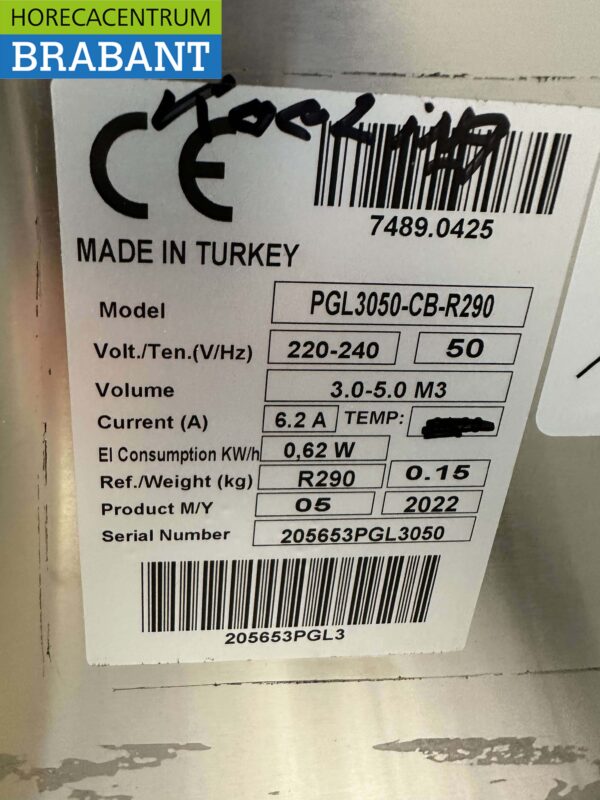 HORECACENTRUM
BRABANT
CE
7489.0425
MADE IN TURKEY
Model PGL3050-CB-R290
Volt./Ten.(V/Hz) 220-240 50
Volume 3.0-5.0 M3
Current (A) 6.2 A TEMP:
El Consumption KW/h 0,62 W
Ref./Weight (kg) R290 0.15
Product M/Y 05 2022
Serial Number 205653PGL3050
205653PGL3